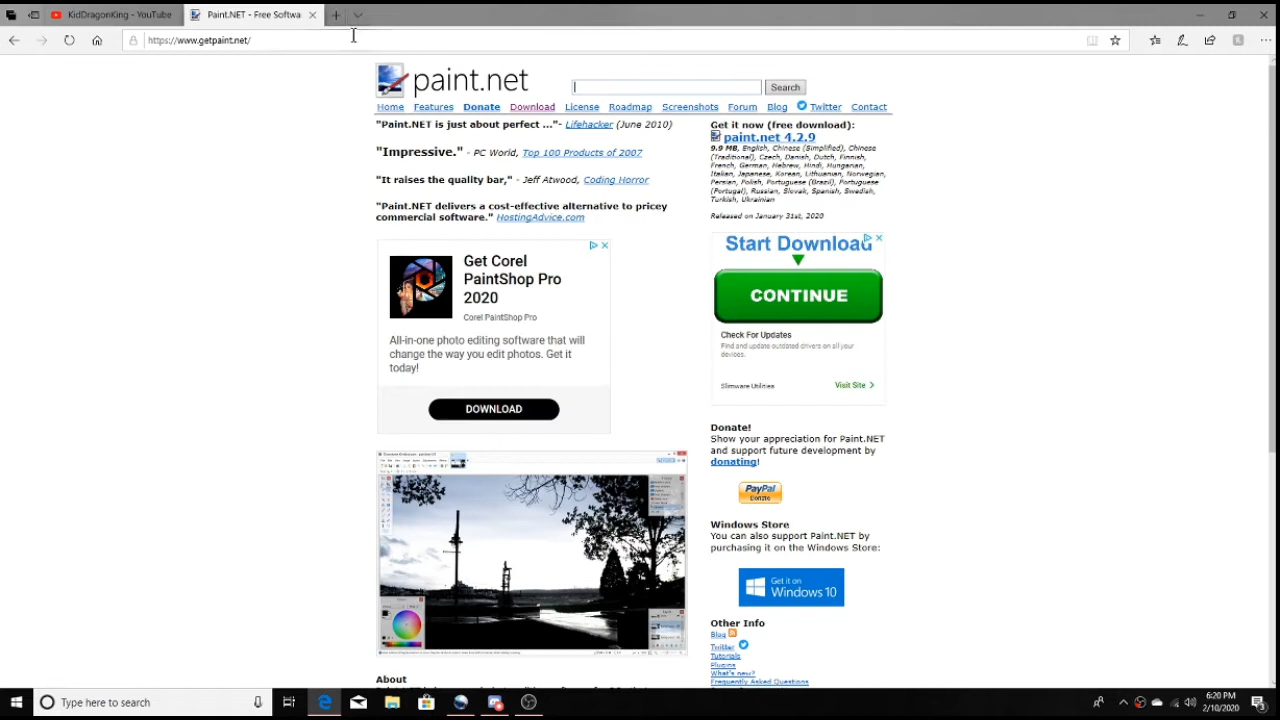 KidDragonKing - YouTube
Paint.NET - Free Softwa
https://www.getpaint.net/
paint.net
Search
Home Features Donate Download License Roadmap Screenshots Forum Blog Twitter Contact
"Paint.NET is just about perfect ..."- Lifehacker (June 2010)
"Impressive." - PC World, Top 100 Products of 2007
"It raises the quality bar." - Jeff Atwood, Coding Horror
"Paint.NET delivers a cost-effective alternative to pricey
commercial software." HostingAdvice.com
Get Corel
PaintShop Pro
2020
Corel PaintShop Pro
All-in-one photo editing software that will
change the way you edit photos. Get it
today!
DOWNLOAD
About
Get it now (free download):
paint.net 4.2.9
9.9 MB, English, Chinese (Simplified), Chinese
(Traditional), Czech, Danish, Dutch, Finnish,
French, German, Hebrew, Hindi, Hungarian,
Italian, Japanese, Korean, Lithuanian, Norwegian,
Persian, Polish, Portuguese (Brazil), Portuguese
(Portugal), Russian, Slovak, Spanish, Swedish,
Turkish, Ukrainian
Released on January 31st, 2020
Start Download
CONTINUE
Check For Updates
Find and update outdated drivers on all your
devices.
Slimware Utilities
Visit Site
Donate!
Show your appreciation for Paint.NET
and support future development by
donating!
PayPal
Donate
Windows Store
You can also support Paint.NET by
purchasing it on the Windows Store:
Get it on
Windows 10
Other Info
Blog
Twitter
Tutorials
Plugins
What's new?
Frequently Asked Questions
Type here to search
6:20 PM
2/10/2020
3